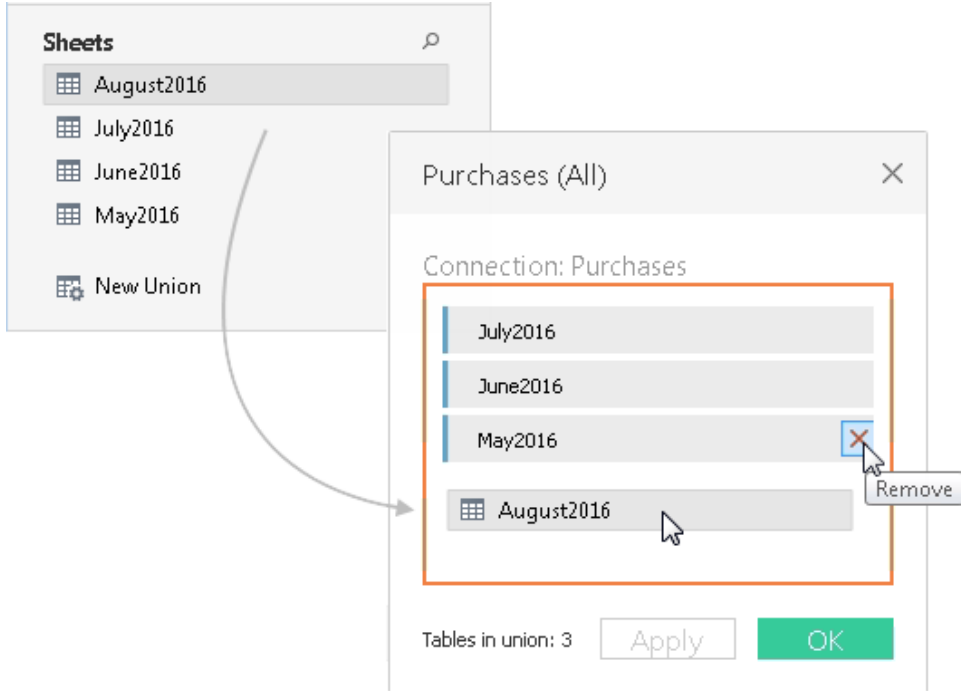 Sheets
August2016
July2016
June2016
May2016
New Union
Purchases (All)
Connection: Purchases
July2016
June2016
May2016
Remove
August2016
Tables in union: 3
Apply
OK